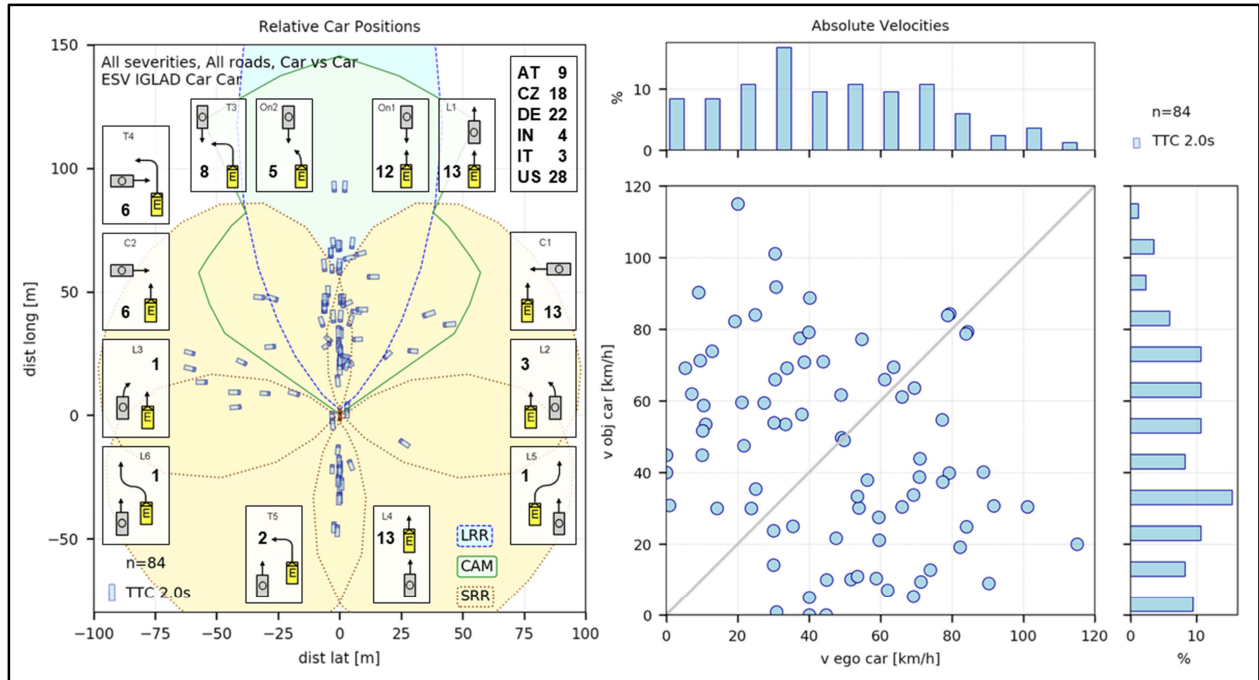 Relative Car Positions
150
100
50
0
−50
dist long [m]
−100
−75
−50
−25
0
25
50
75
100
dist lat [m]
All severities, All roads, Car vs Car
ESV IGLAD Car Car
AT 9
CZ 18
DE 22
IN 4
IT 3
US 28
T3
8
E
On2
5
E
On1
12
E
L1
13
E
T4
6
E
C2
6
E
C1
13
E
L3
1
E
L2
3
E
L6
1
E
L5
1
E
T5
2
E
L4
13
E
n=84
TTC 2.0s
LRR
CAM
SRR
Absolute Velocities
%
10
0
n=84
TTC 2.0s
120
100
80
60
40
20
0
v obj car [km/h]
0
20
40
60
80
100
120
v ego car [km/h]
0
10
%